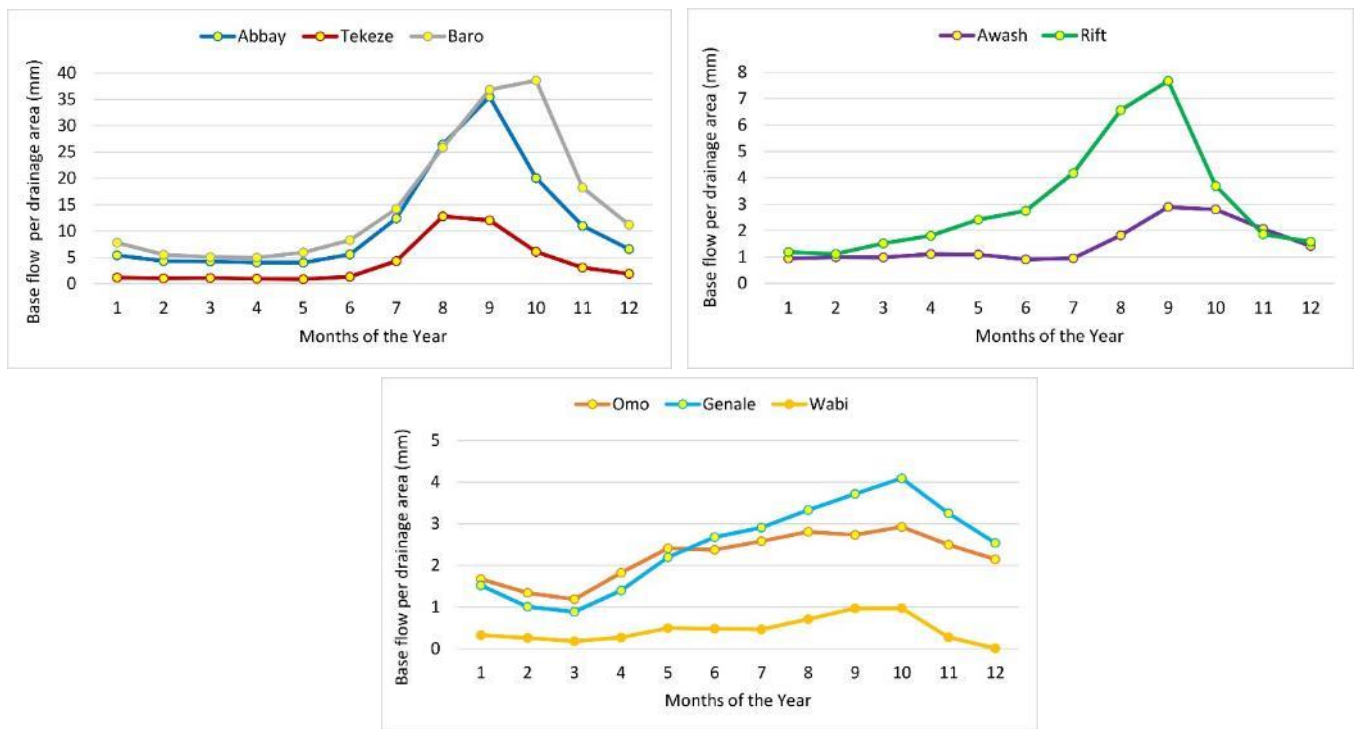 Abbay Tekeze Baro
Base flow per drainage area (mm)
40
35
30
25
20
15
10
5
0
1 2 3 4 5 6 7 8 9 10 11 12
Months of the Year
Awash Rift
Base flow per drainage area (mm)
8
7
6
5
4
3
2
1
0
1 2 3 4 5 6 7 8 9 10 11 12
Months of the Year
Omo Genale Wabi
Base flow per drainage area (mm)
5
4
3
2
1
0
1 2 3 4 5 6 7 8 9 10 11 12
Months of the Year